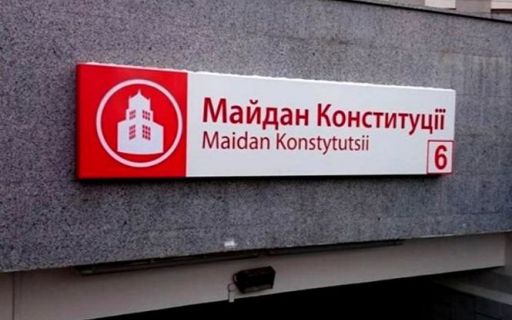 Майдан Конституції
Maidan Konstytutsii
6